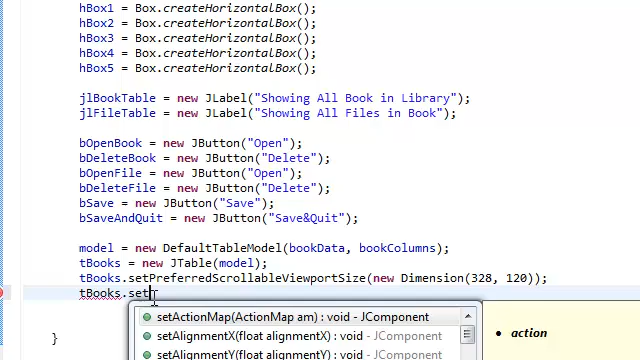 hBox1 = Box.createHorizontalBox();
hBox2 = Box.createHorizontalBox();
hBox3 = Box.createHorizontalBox();
hBox4 = Box.createHorizontalBox();
hBox5 = Box.createHorizontalBox();
jlBookTable = new JLabel("Showing All Book in Library");
jlFileTable = new JLabel("Showing All Files in Book");
bOpenBook = new JButton("Open");
bDeleteBook = new JButton("Delete");
bOpenFile = new JButton("Open");
bDeleteFile = new JButton("Delete");
bSave = new JButton("Save");
bSaveAndQuit = new JButton("Save&Quit");
model = new DefaultTableModel(bookData, bookColumns);
tBooks = new JTable(model);
tBooks.setPreferredScrollableViewportSize(new Dimension(328, 120));
tBooks.set
setActionMap(ActionMap am) : void - JComponent
setAlignmentX(float alignmentX) : void - JComponent
setAlignmentY(float alignmentY) : void - JComponent
• action
}